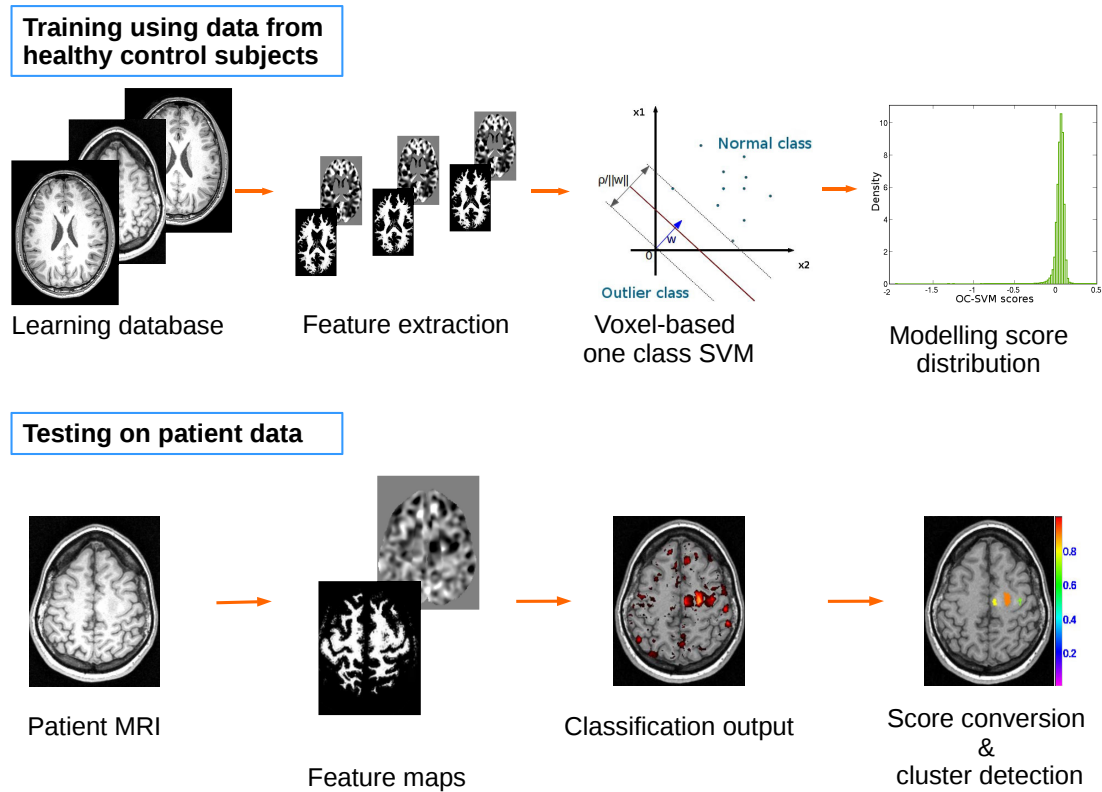 Training using data from
healthy control subjects
Learning database
Feature extraction
x1
Normal class
ρ/||w||
w
0
x2
Outlier class
Voxel-based
one class SVM
Density
10
8
6
4
2
0
-2
-1.5
-1
-0.5
0
0.5
OC-SVM scores
Modelling score
distribution
Testing on patient data
Patient MRI
Feature maps
Classification output
0.8
0.6
0.4
0.2
Score conversion
&
cluster detection